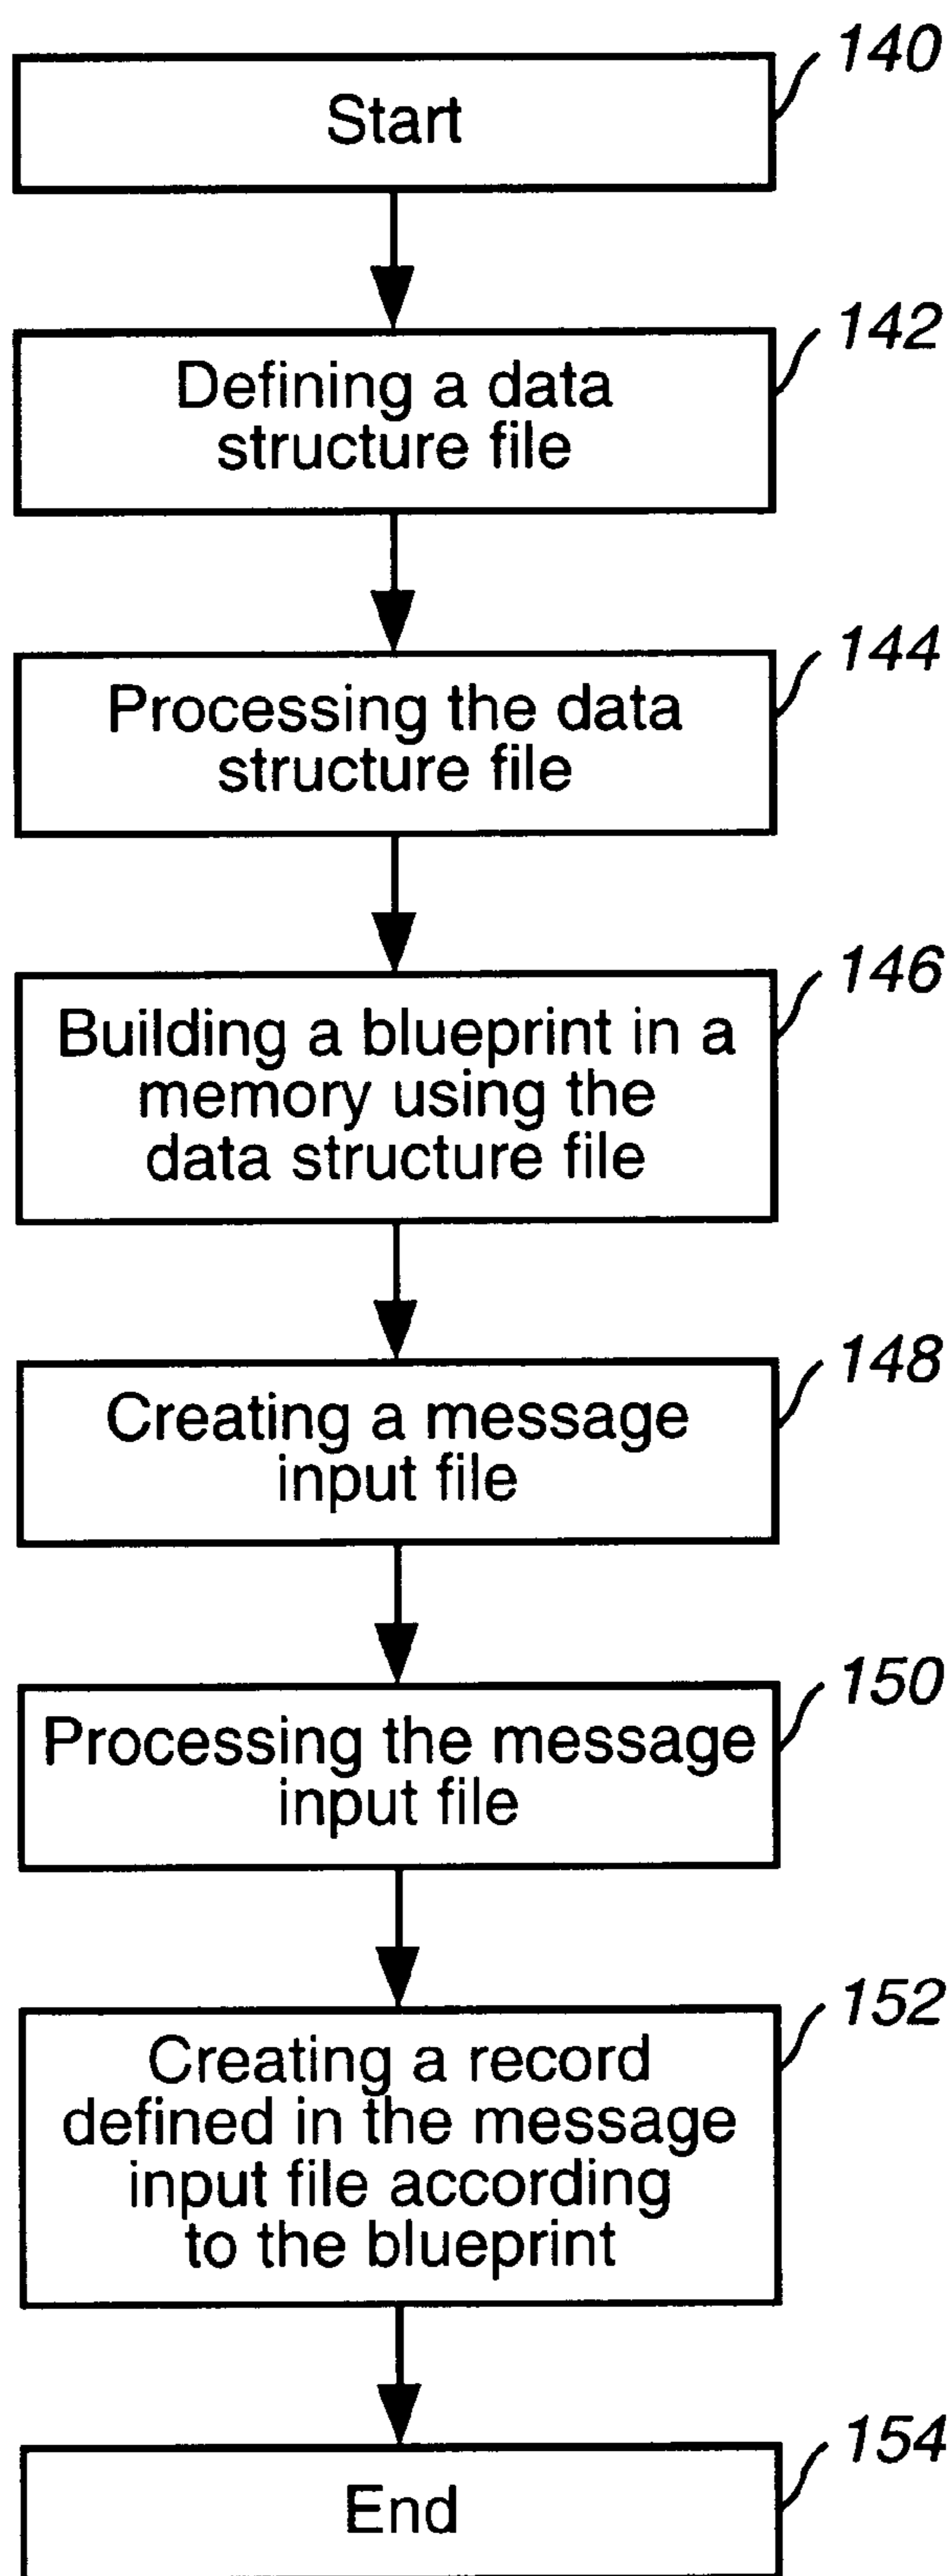 140
Start
142
Defining a data
structure file
144
Processing the data
structure file
146
Building a blueprint in a
memory using the
data structure file
148
Creating a message
input file
150
Processing the message
input file
152
Creating a record
defined in the message
input file according
to the blueprint
154
End